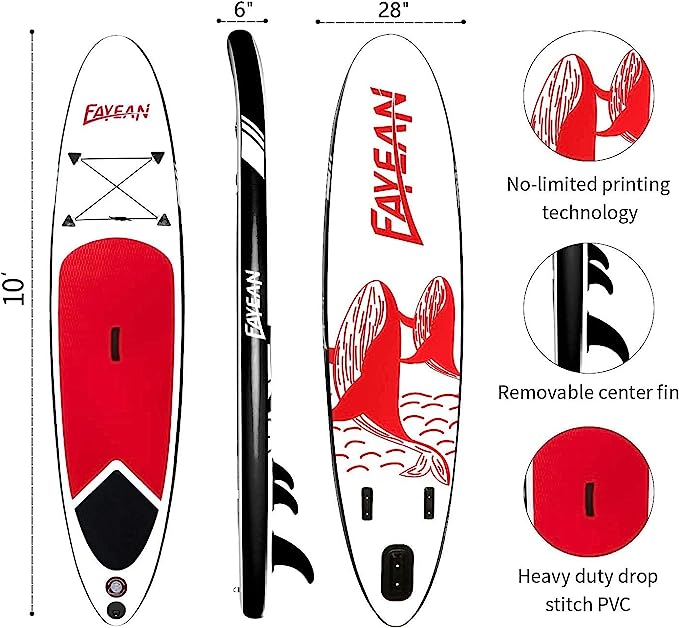 6"
28"
10'
FAYEAN
FAYEAN
FAYEAN
No-limited printing
technology
Removable center fin
Heavy duty drop
stitch PVC